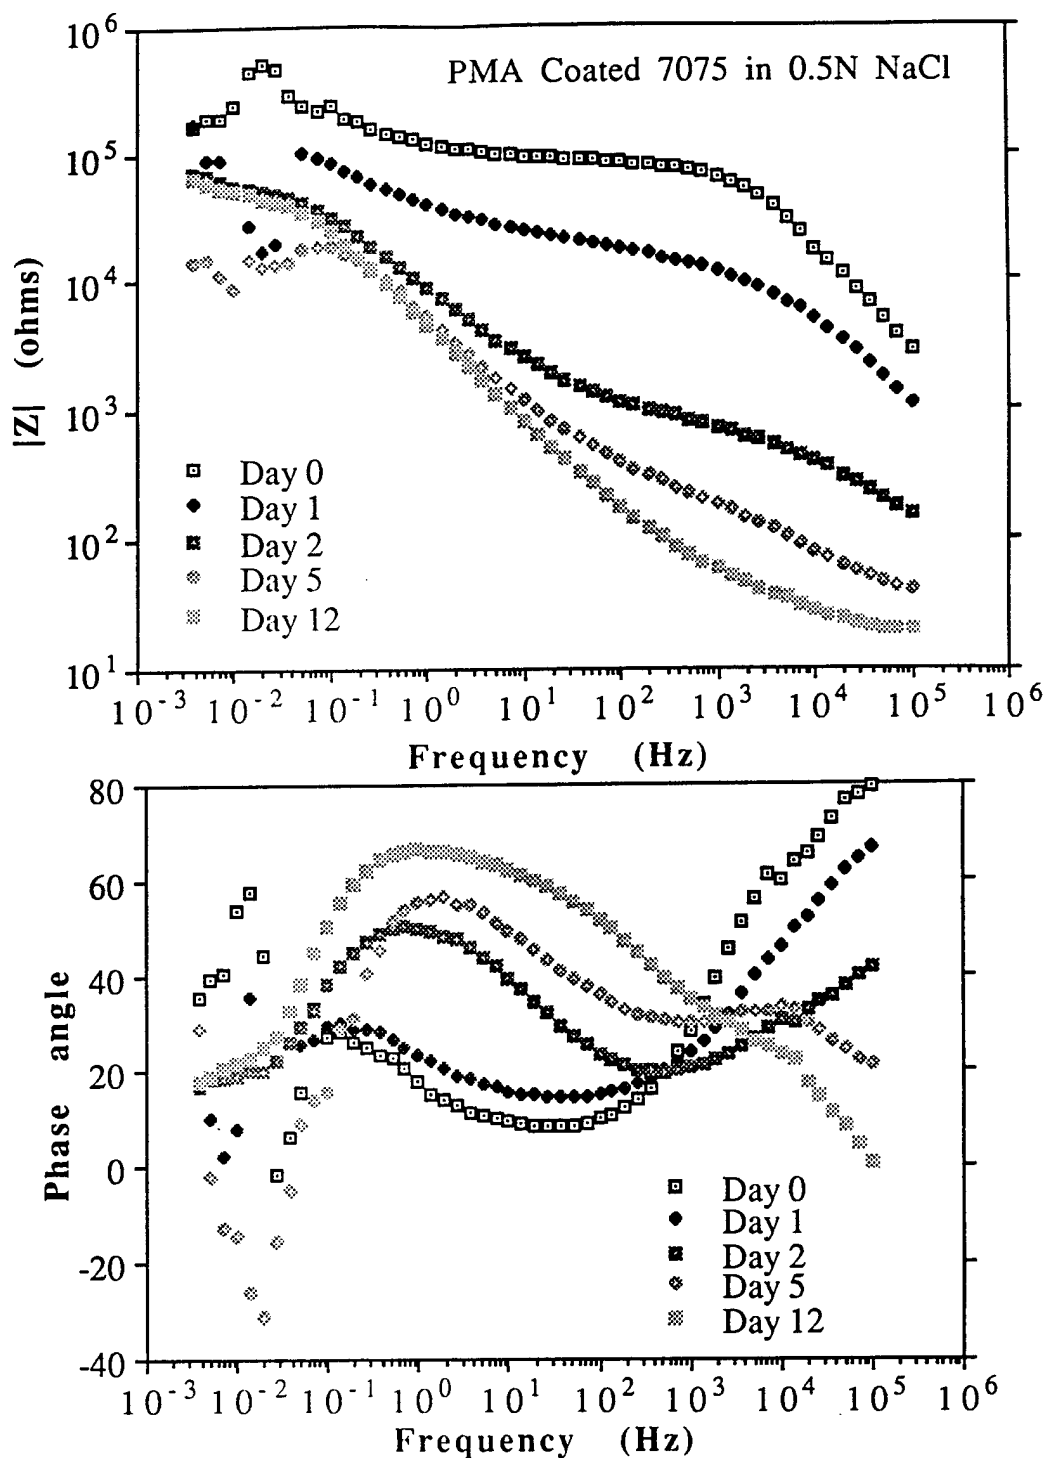 PMA Coated 7075 in 0.5N NaCl
10^6
10^5
10^4
10^3
10^2
10^1
|Z| (ohms)
Day 0
Day 1
Day 2
Day 5
Day 12
10^-3 10^-2 10^-1 10^0 10^1 10^2 10^3 10^4 10^5 10^6
Frequency (Hz)
80
60
40
20
0
-20
-40
Phase angle
Day 0
Day 1
Day 2
Day 5
Day 12
10^-3 10^-2 10^-1 10^0 10^1 10^2 10^3 10^4 10^5 10^6
Frequency (Hz)